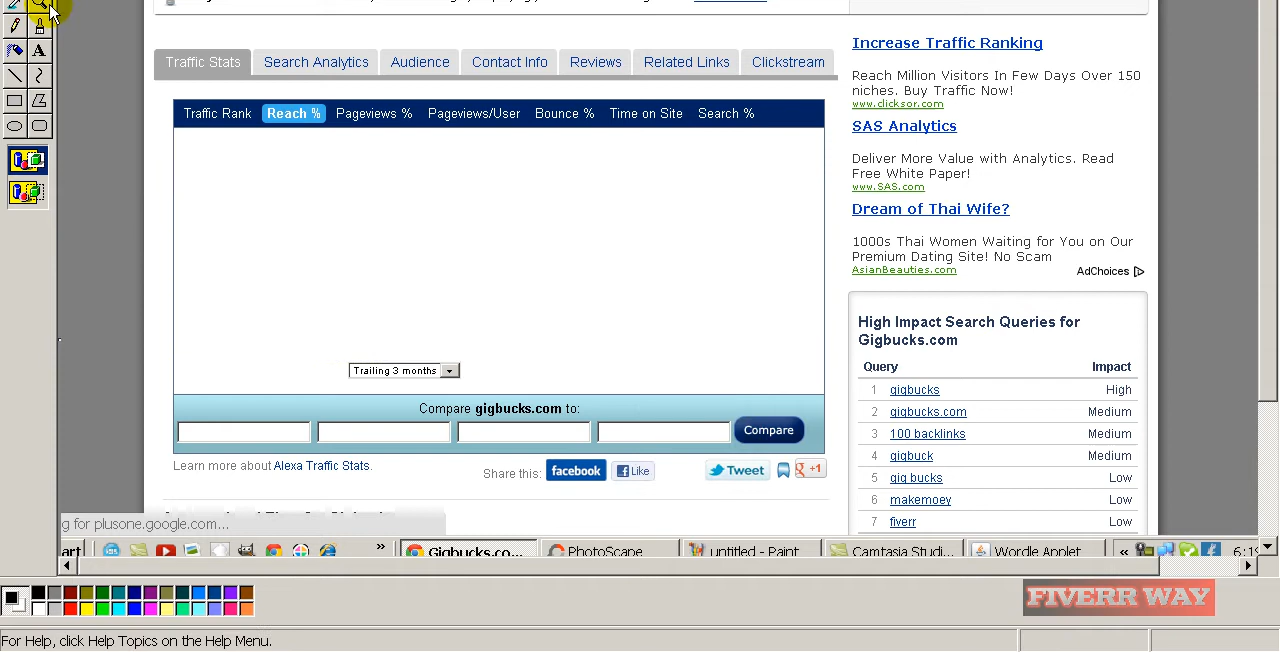 A
Traffic Stats
Search Analytics
Audience
Contact Info
Reviews
Related Links
Clickstream
Traffic Rank
Reach %
Pageviews %
Pageviews/User
Bounce %
Time on Site
Search %
Trailing 3 months
Compare gigbucks.com to:
Compare
Learn more about Alexa Traffic Stats.
Share this:
facebook
Like
Tweet
+1
Increase Traffic Ranking
Reach Million Visitors In Few Days Over 150
niches. Buy Traffic Now!
www.clicksor.com
SAS Analytics
Deliver More Value with Analytics. Read
Free White Paper!
www.SAS.com
Dream of Thai Wife?
1000s Thai Women Waiting for You on Our
Premium Dating Site! No Scam
AsianBeauties.com
AdChoices
High Impact Search Queries for
Gigbucks.com
Query Impact
1 gigbucks High
2 gigbucks.com Medium
3 100 backlinks Medium
4 gigbuck Medium
5 gig bucks Low
6 makemoey Low
7 fiverr Low
g for plusone.google.com...
art
»
Gigbucks.co...
PhotoScape
untitled - Paint
Camtasia Studi...
Wordle Applet
«
FIVERR WAY
For Help, click Help Topics on the Help Menu.